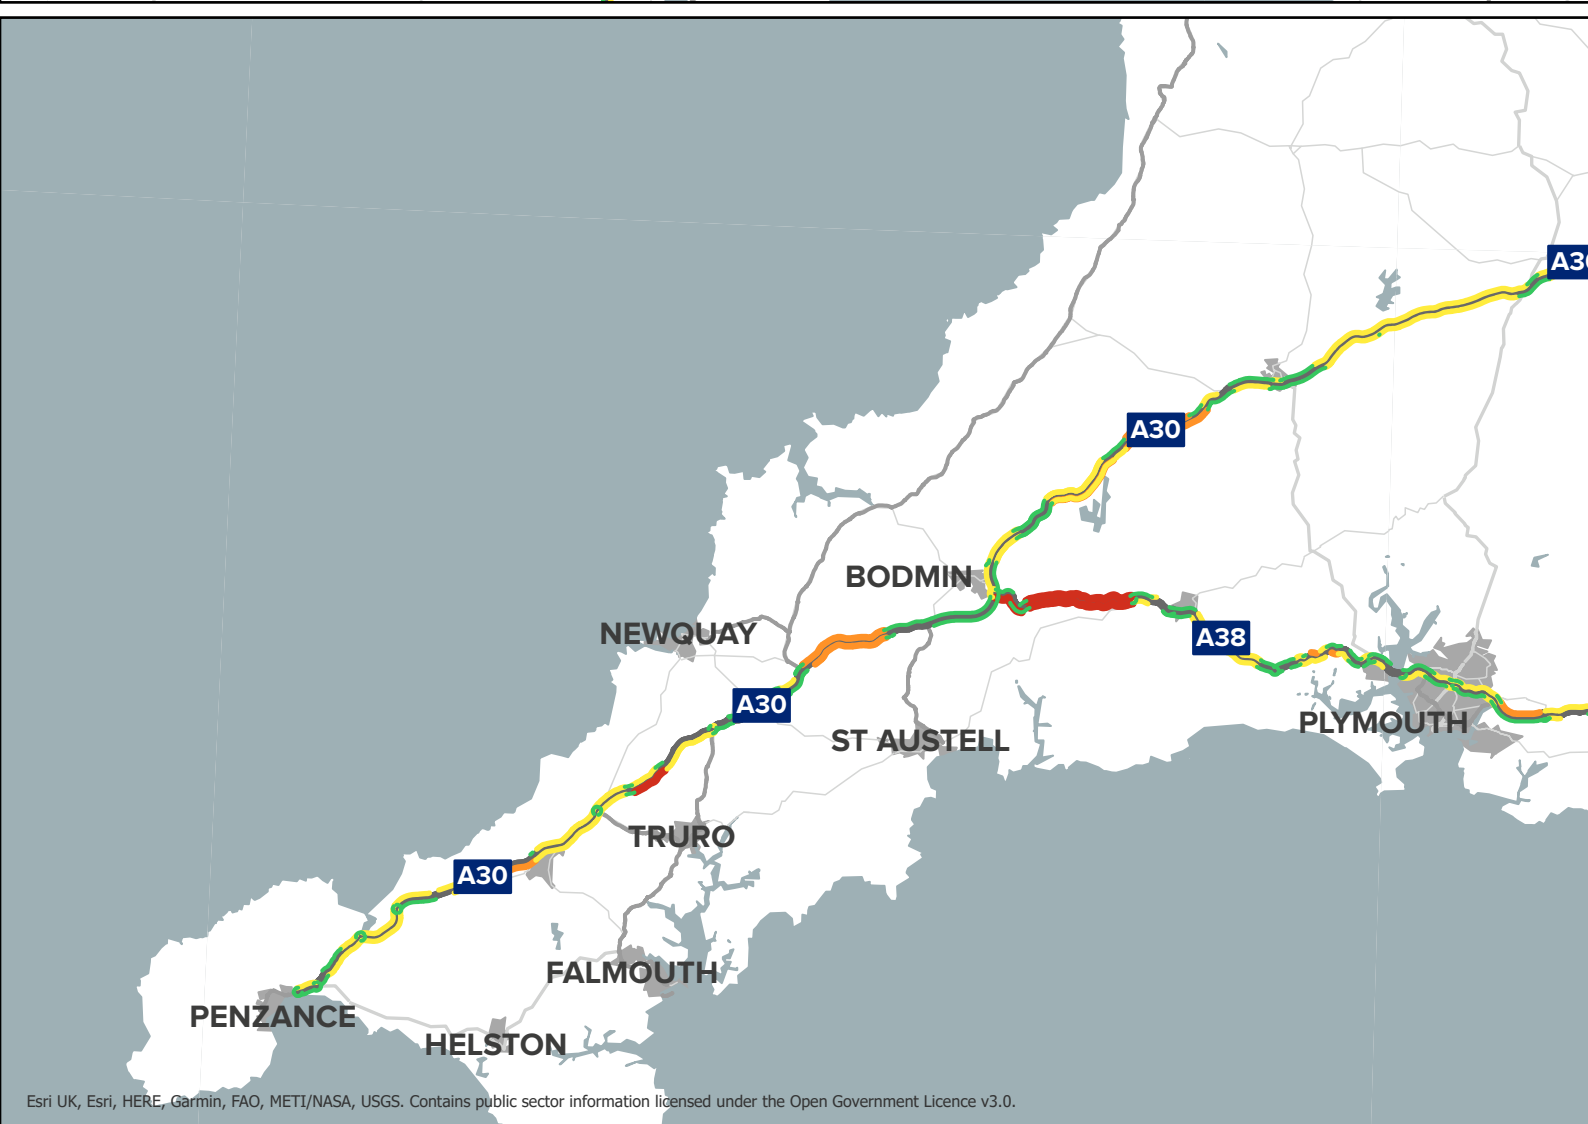 A30
A30
BODMIN
NEWQUAY
A38
A30
PLYMOUTH
ST AUSTELL
TRURO
A30
FALMOUTH
PENZANCE
HELSTON
Esri UK, Esri, HERE, Garmin, FAO, METI/NASA, USGS. Contains public sector information licensed under the Open Government Licence v3.0.